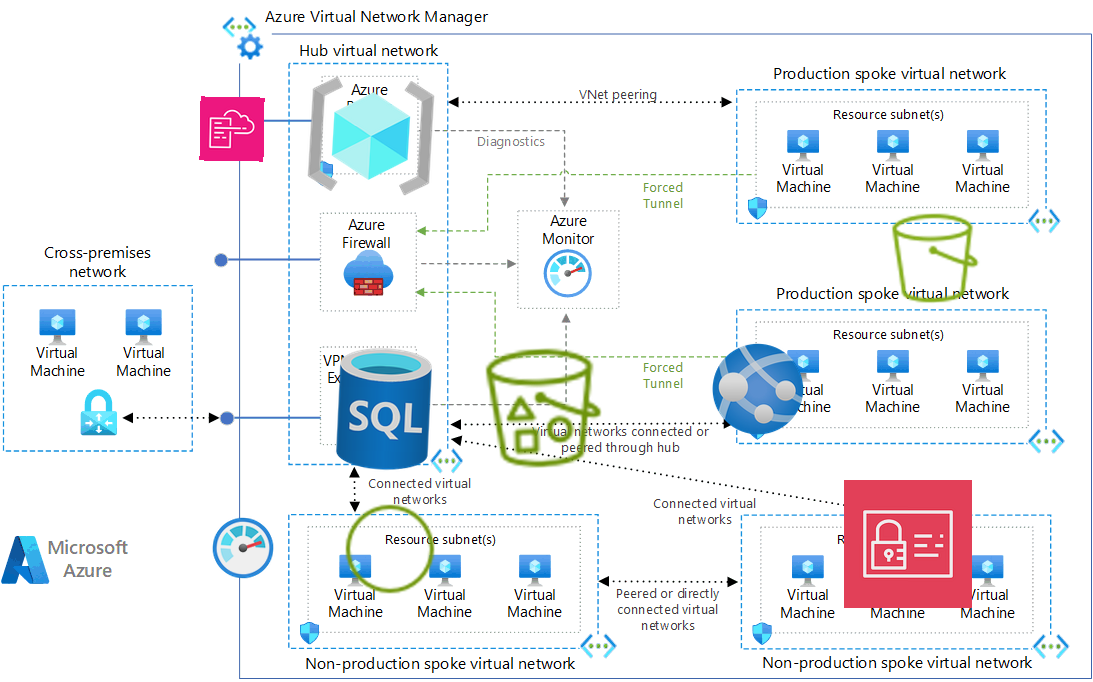 Azure Virtual Network Manager
Hub virtual network
Azure
VNet peering
Diagnostics
Production spoke virtual network
Resource subnet(s)
Virtual
Machine
Virtual
Machine
Virtual
Machine
Forced
Tunnel
Azure
Firewall
Azure
Monitor
Cross-premises
network
Virtual
Machine
Virtual
Machine
Production spoke virtual network
Resource subnet(s)
Virtual
Machine
Virtual
Machine
Forced
Tunnel
SQL
Virtual networks connected or
peered through hub
Connected virtual
networks
Connected virtual
networks
Microsoft
Azure
Resource subnet(s)
Virtual
Machine
Virtual
Machine
Virtual
Machine
Non-production spoke virtual network
Peered or directly
connected virtual
networks
Virtual
Machine
Machine
Virtual
Machine
Non-production spoke virtual network